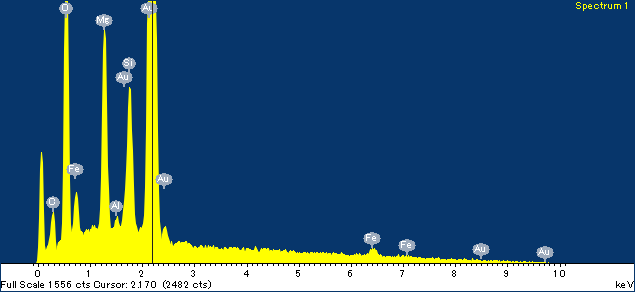 Spectrum 1
O
Au
Mg
Si
Au
Fe
Au
Al
Fe
Fe
Au
Au
0 1 2 3 4 5 6 7 8 9 10
Full Scale 1556 cts Cursor: 2.170 (2482 cts) keV